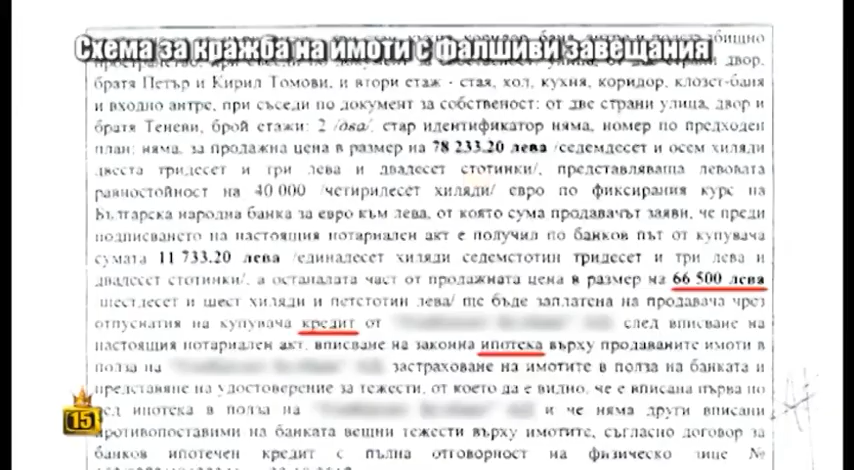 Схема за кражба на имоти с фалшиви завещания
братя Петър и Кирил Томови, и втори етаж - стая, хол, кухня, коридор, клозет-баня
и входно антре, при съседи по документ за собственост: от две страни улица, двор и
братя Теневи, брой етажи: 2 /два/, стар идентификатор няма, номер по предходен
план: няма, за продажна цена в размер на 78 233.20 лева /седемдесет и осем хиляди
двеста тридесет и три лева и двадесет стотинки/, представляваща левовата
равностойност на 40 000 /четирилесет хиляди/ евро по фиксирания курс на
Българска народна банка за евро към лева, от която сума продавачът заяви, че преди
подписването на настоящия нотариален акт е получил по банков път от купувача
сумата 11 733.20 лева /единадесет хиляди седемстотин тридесет и три лева и
двадесет стотинки/, а останалата част от продажната цена в размер на 66 500 лева
шестдесет и шест хиляди и петстотин лева/ ще бъде заплатена на продавача чрез
отпуснатия на купувача кредит от след вписване на
настоящия нотариален акт, вписване на законна ипотека върху продаваните имоти в
полза на застраховане на имотите в полза на банката и
представяне на удостоверение за тежести, от което да е видно, че е вписана първа по
ред ипотека в полза на и че няма други вписани
противопоставими на банката вещни тежести върху имотите, съгласно договор за
банков ипотечен кредит с пълна отговорност на физическо лице №
15